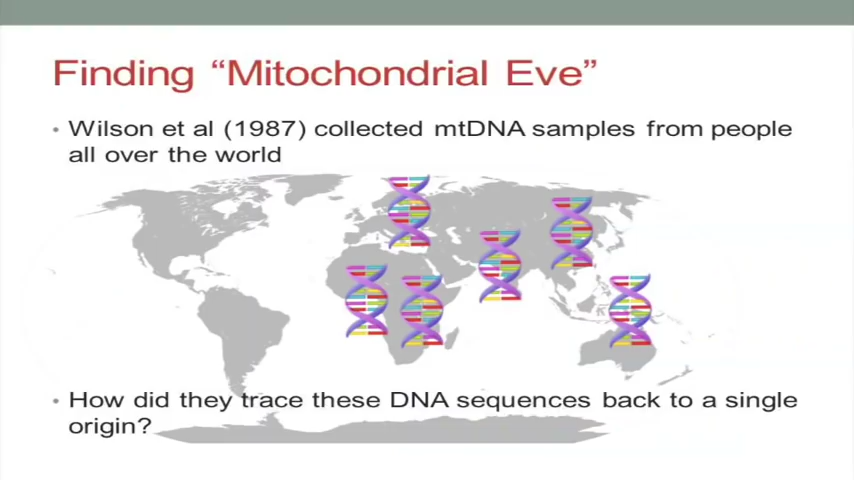 Finding “Mitochondrial Eve”
• Wilson et al (1987) collected mtDNA samples from people
all over the world
• How did they trace these DNA sequences back to a single
origin?